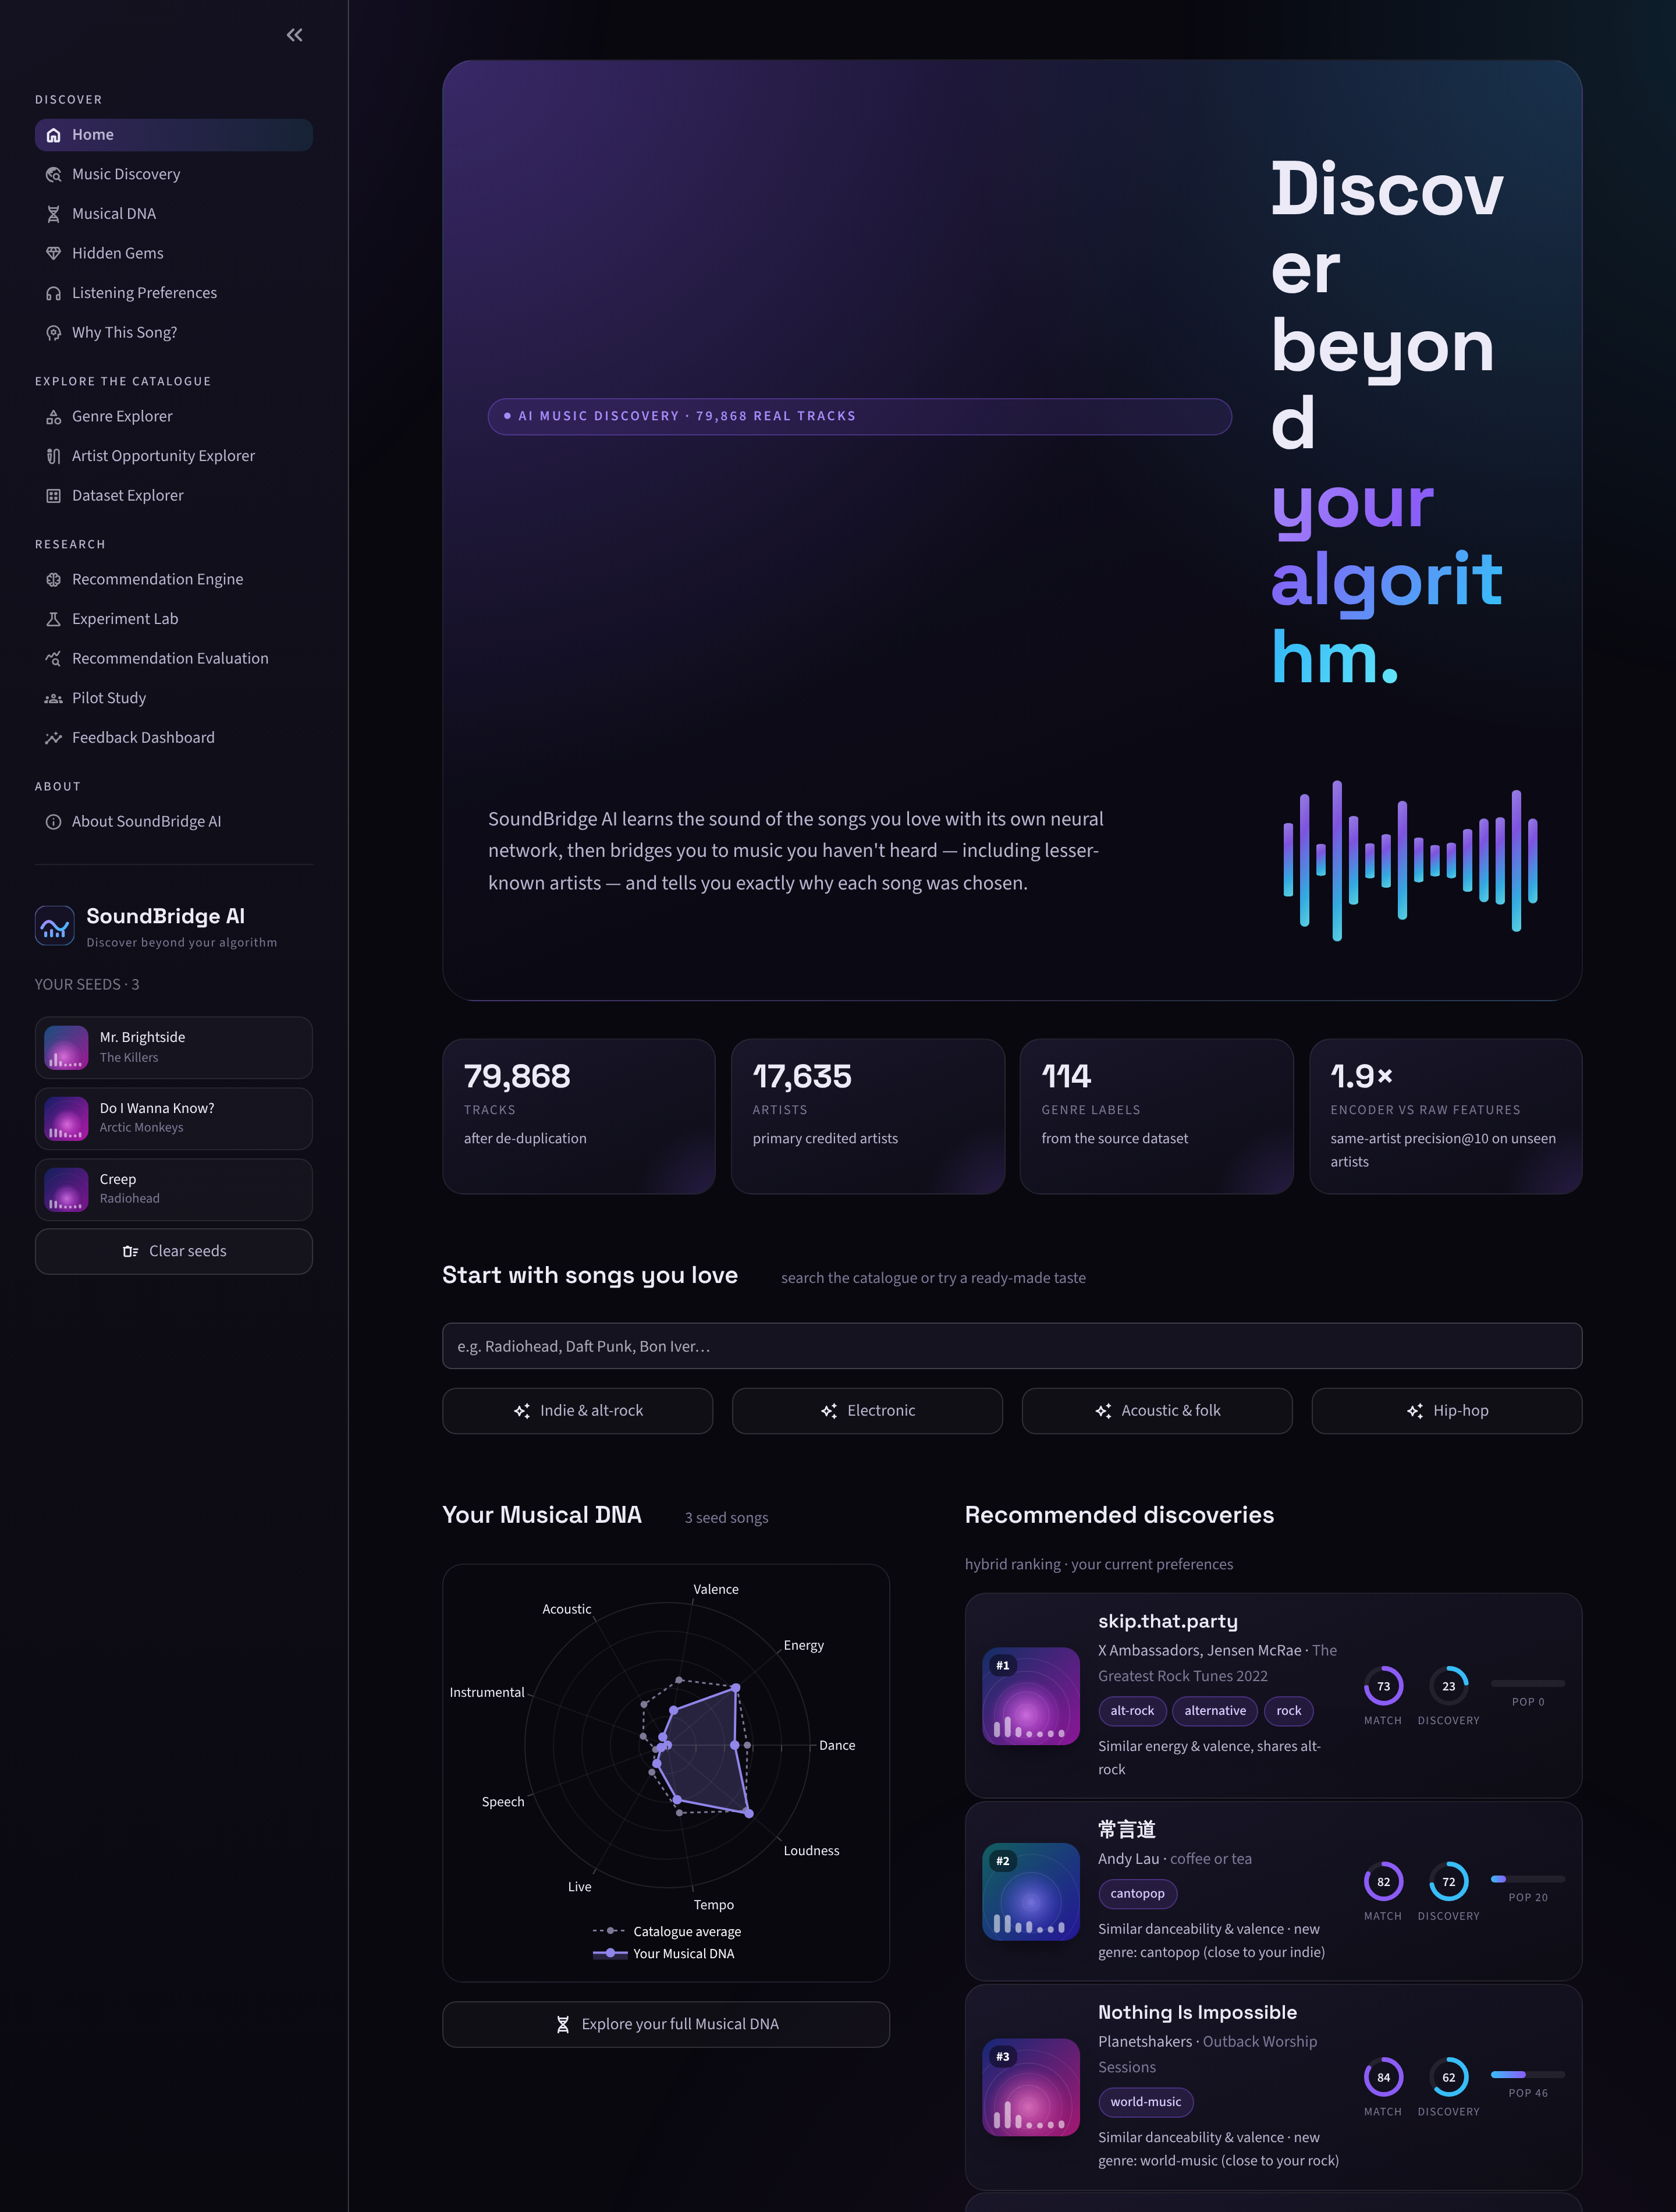 DISCOVER
Home
Music Discovery
Musical DNA
Hidden Gems
Listening Preferences
Why This Song?
EXPLORE THE CATALOGUE
Genre Explorer
Artist Opportunity Explorer
Dataset Explorer
RESEARCH
Recommendation Engine
Experiment Lab
Recommendation Evaluation
Pilot Study
Feedback Dashboard
ABOUT
About SoundBridge AI
SoundBridge AI
Discover beyond your algorithm
YOUR SEEDS · 3
Mr. Brightside
The Killers
Do I Wanna Know?
Arctic Monkeys
Creep
Radiohead
Clear seeds
AI MUSIC DISCOVERY · 79,868 REAL TRACKS
Discov
er
beyon
d
your
algorit
hm.
SoundBridge AI learns the sound of the songs you love with its own neural
network, then bridges you to music you haven't heard — including lesser-
known artists — and tells you exactly why each song was chosen.
79,868
TRACKS
after de-duplication
17,635
ARTISTS
primary credited artists
114
GENRE LABELS
from the source dataset
1.9×
ENCODER VS RAW FEATURES
same-artist precision@10 on unseen
artists
Start with songs you love
search the catalogue or try a ready-made taste
e.g. Radiohead, Daft Punk, Bon Iver…
Indie & alt-rock
Electronic
Acoustic & folk
Hip-hop
Your Musical DNA
3 seed songs
Valence
Acoustic
Energy
Instrumental
Dance
Speech
Loudness
Live
Tempo
Catalogue average
Your Musical DNA
Explore your full Musical DNA
Recommended discoveries
hybrid ranking · your current preferences
#1
skip.that.party
X Ambassadors, Jensen McRae · The
Greatest Rock Tunes 2022
alt-rock
alternative
rock
Similar energy & valence, shares alt-
rock
73
MATCH
23
DISCOVERY
POP 0
#2
常言道
Andy Lau · coffee or tea
cantopop
Similar danceability & valence · new
genre: cantopop (close to your indie)
82
MATCH
72
DISCOVERY
POP 20
#3
Nothing Is Impossible
Planetshakers · Outback Worship
Sessions
world-music
Similar danceability & valence · new
genre: world-music (close to your rock)
84
MATCH
62
DISCOVERY
POP 46